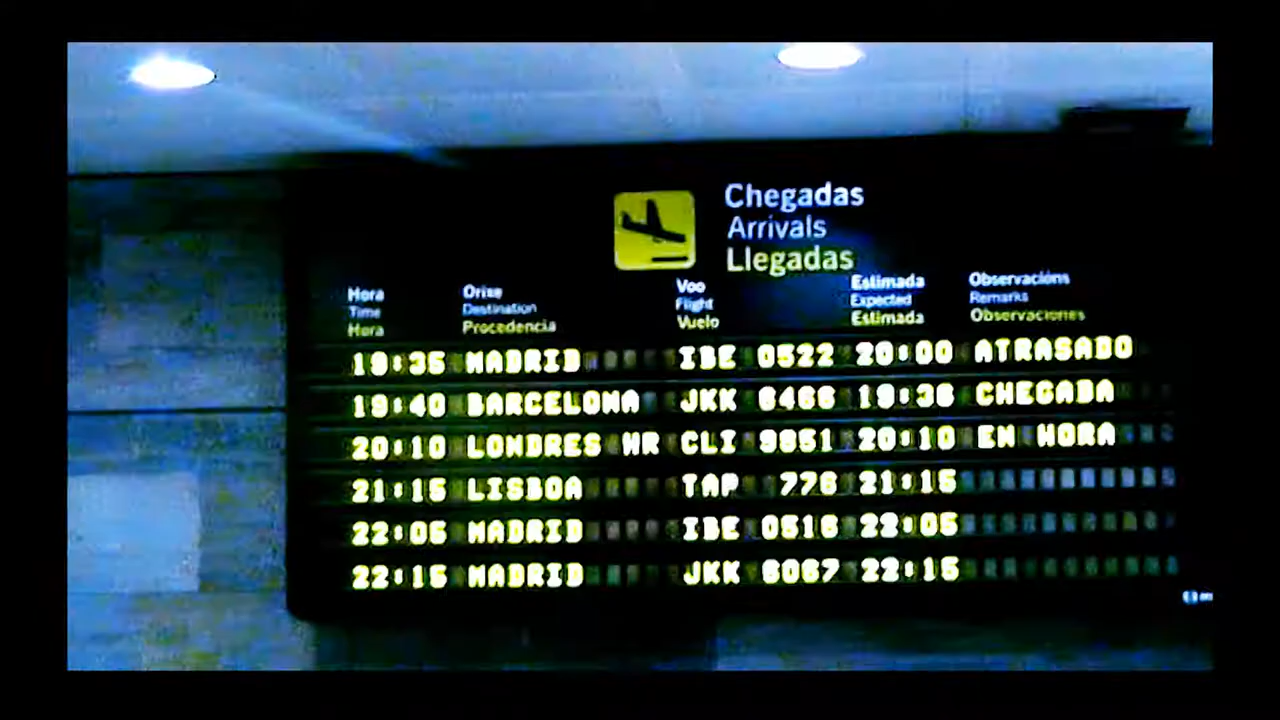 Chegadas
Arrivals
Llegadas
Hora Orixe Voo Estimada Observacións
Time Destination Flight Expected Remarks
Hora Procedencia Vuelo Estimada Observaciones
19:35 MADRID IBE 0522 20:00 ATRASADO
19:40 BARCELONA JKK 6466 19:36 CHEGADA
20:10 LONDRES HR CLI 9851 20:10 EN HORA
21:15 LISBOA TAP 776 21:15
22:05 MADRID IBE 0516 22:05
22:15 MADRID JKK 6067 22:15